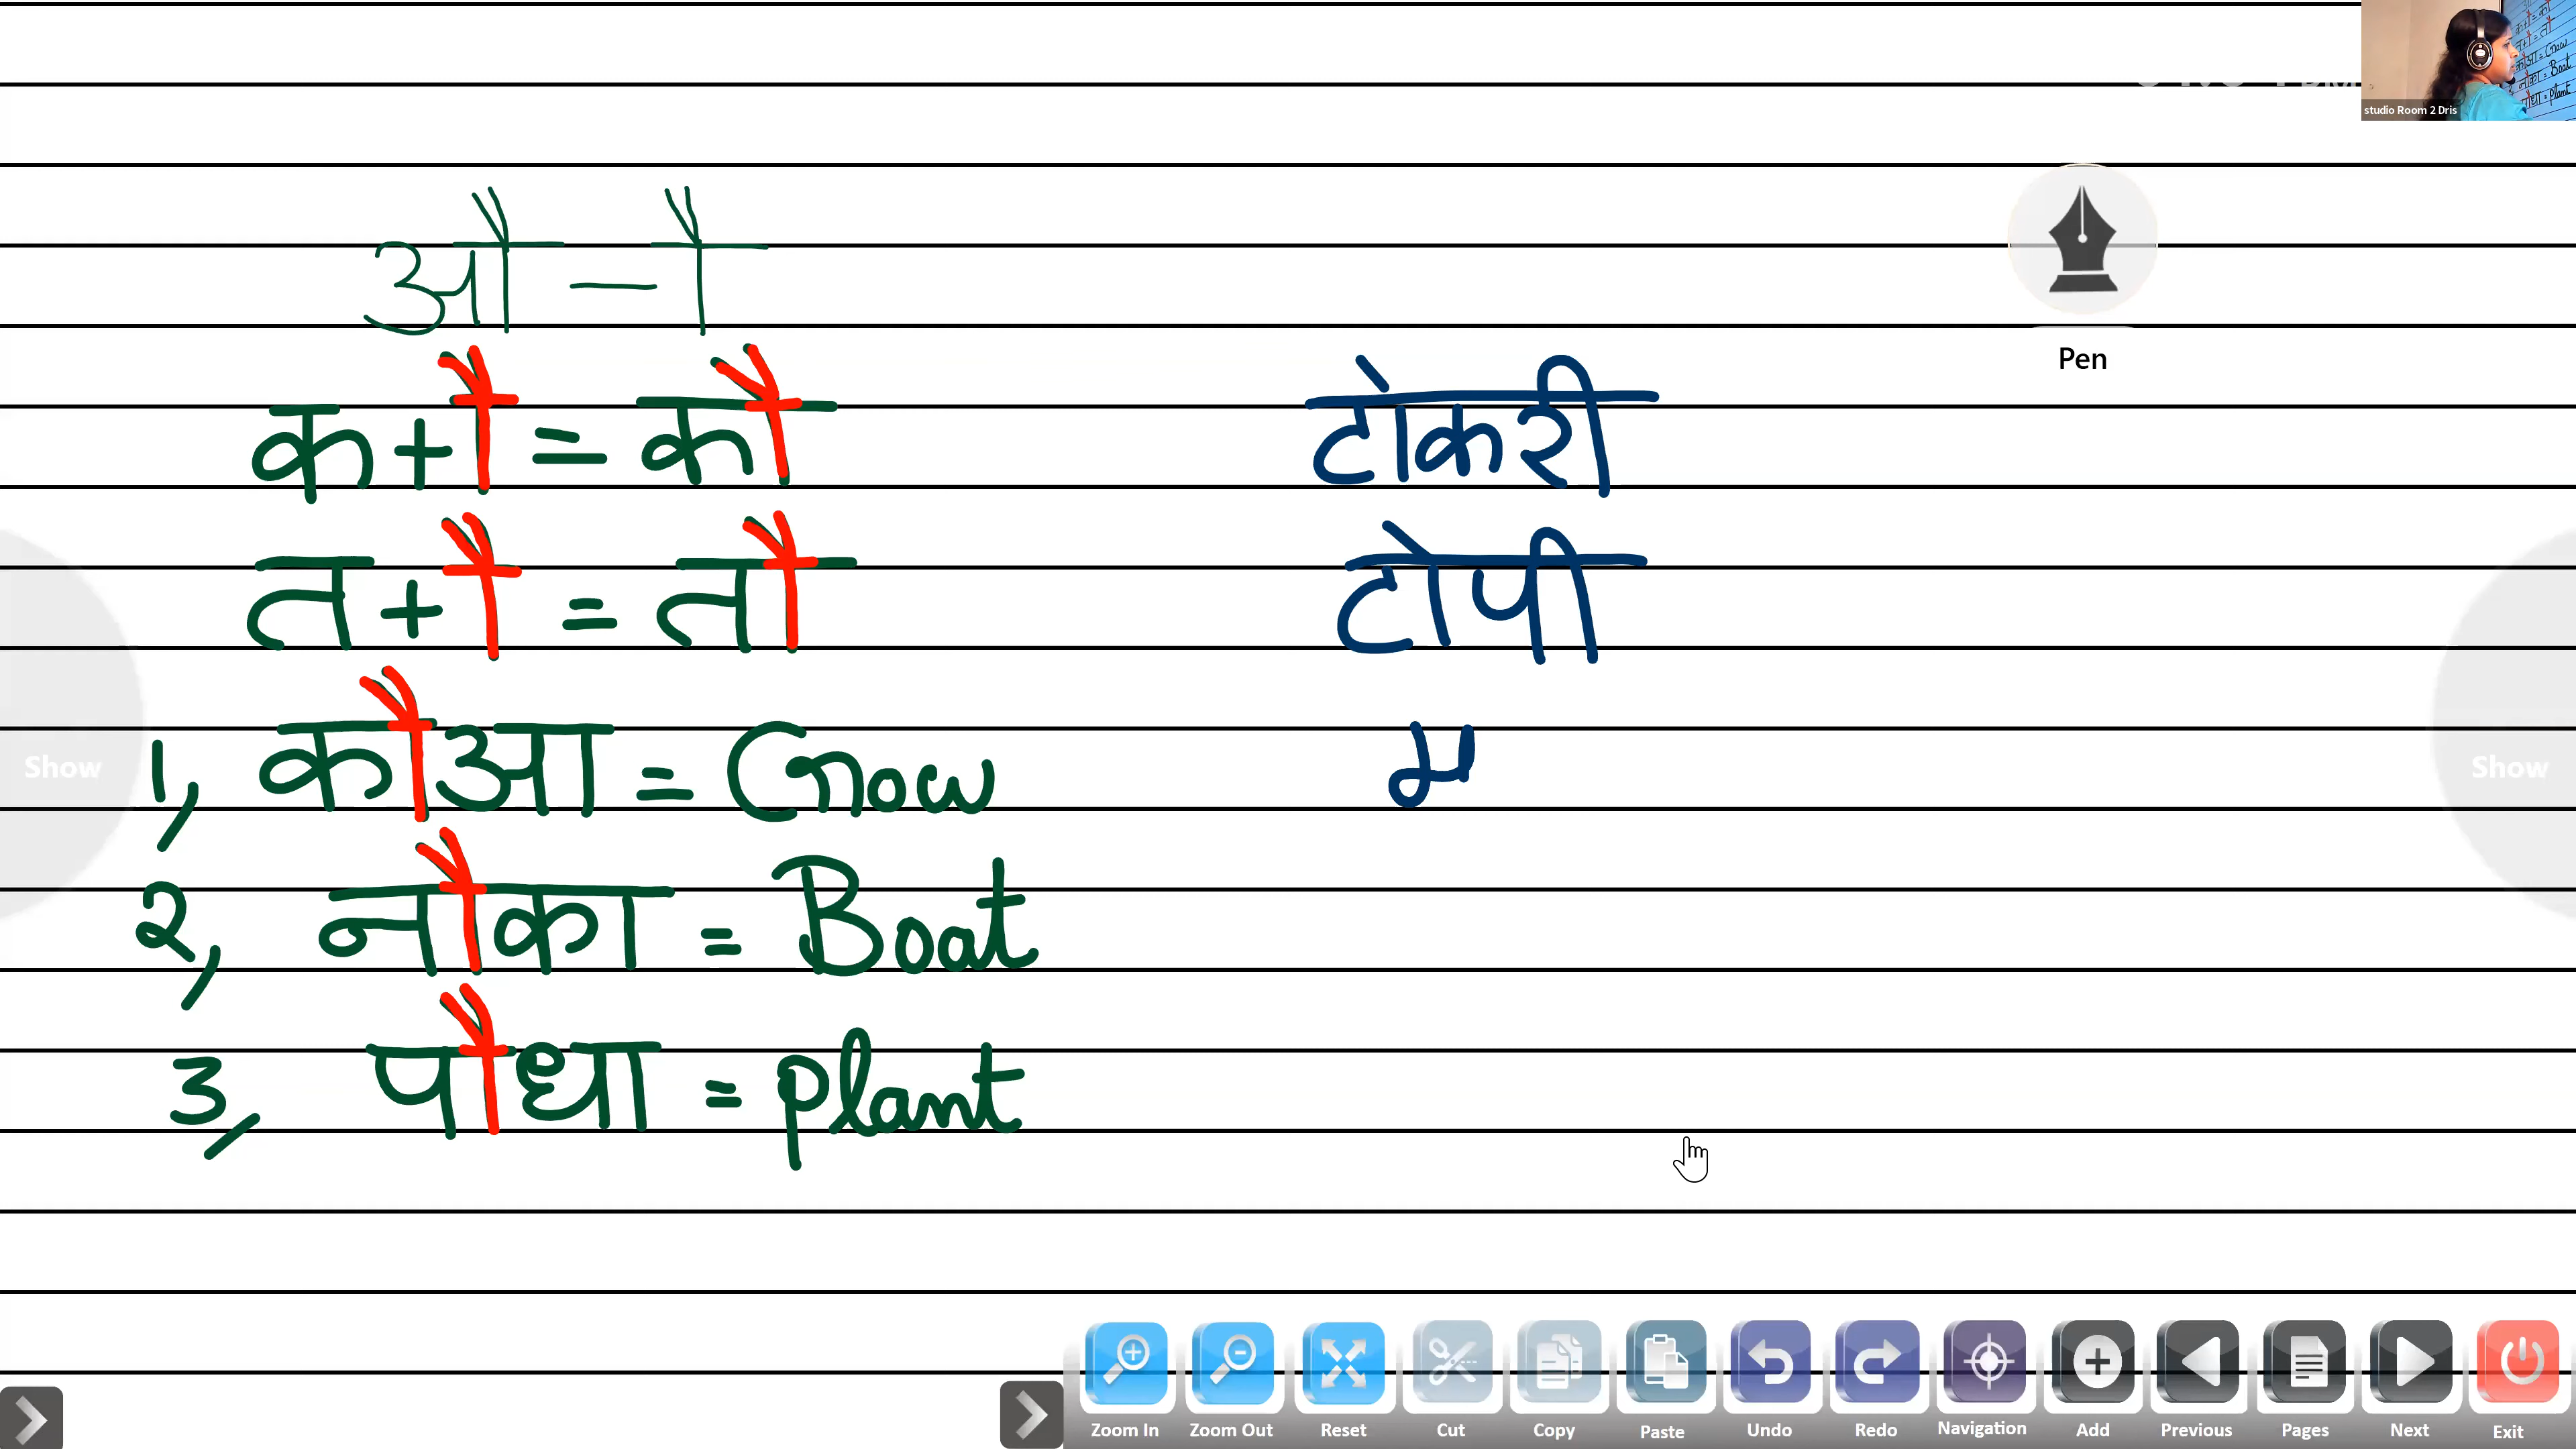 औ – ौ
क + ौ = कौ
त + ौ = तौ
1, कौआ = Crow
2, नौका = Boat
3, पौधा = plant
टोकरी
टोपी
म
Pen
studio Room 2 Dris
Show
Show
Zoom In Zoom Out Reset Cut Copy Paste Undo Redo Navigation Add Previous Pages Next Exit